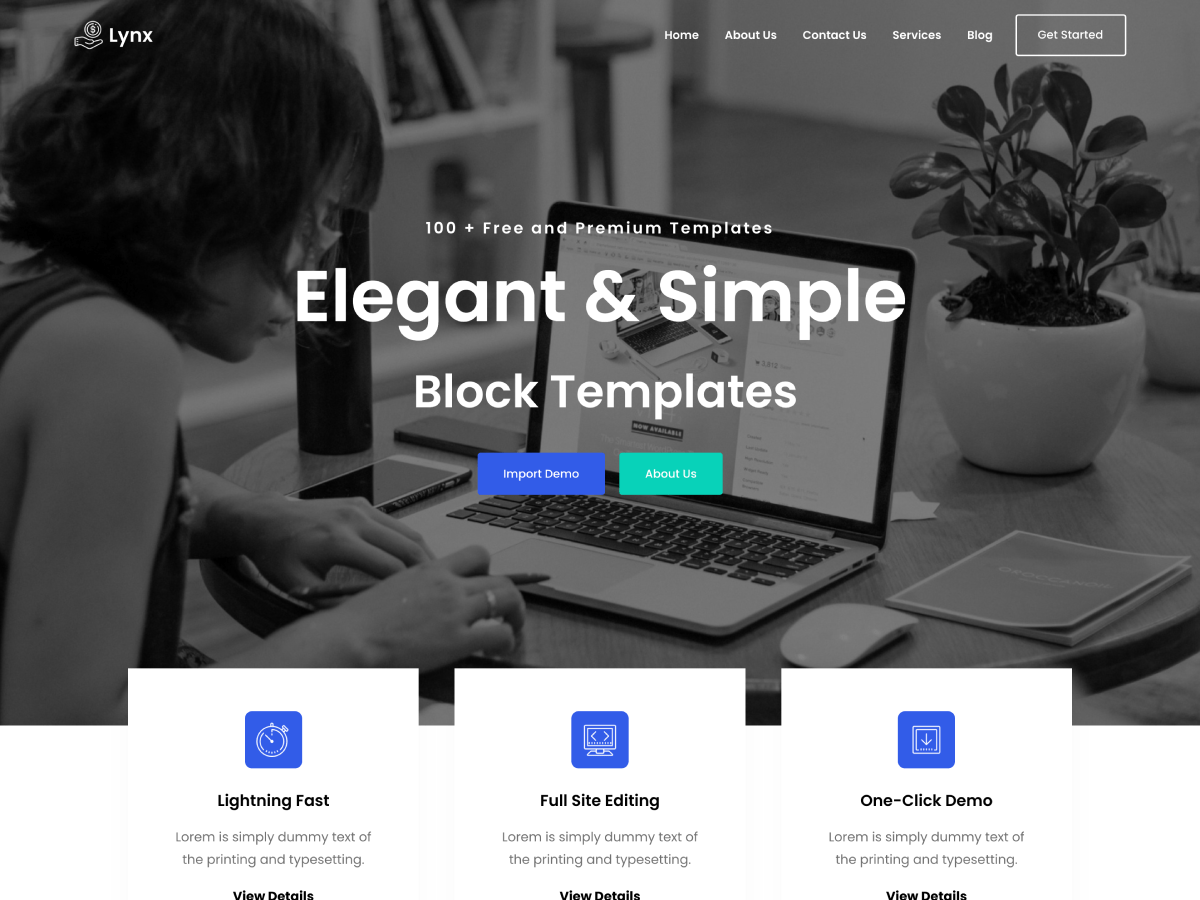 Lynx
Home
About Us
Contact Us
Services
Blog
Get Started
100 + Free and Premium Templates
Elegant & Simple
Block Templates
NOW AVAILABLE
Import Demo
About Us
Lightning Fast
Full Site Editing
One-Click Demo
Lorem is simply dummy text of
the printing and typesetting.
Lorem is simply dummy text of
the printing and typesetting.
Lorem is simply dummy text of
the printing and typesetting.
View Details
View Details
View Details